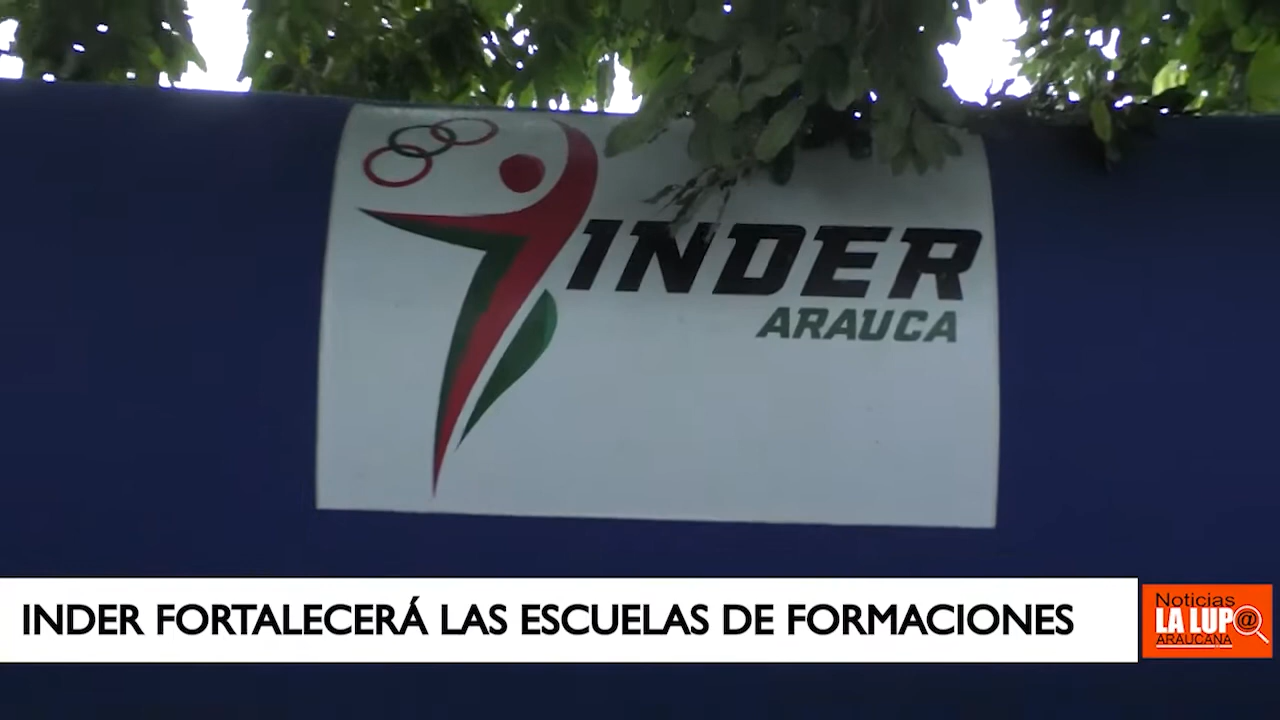 INDER
ARAUCA
INDER FORTALECERÁ LAS ESCUELAS DE FORMACIONES
Noticias
LA LUP@
ARAUCANA